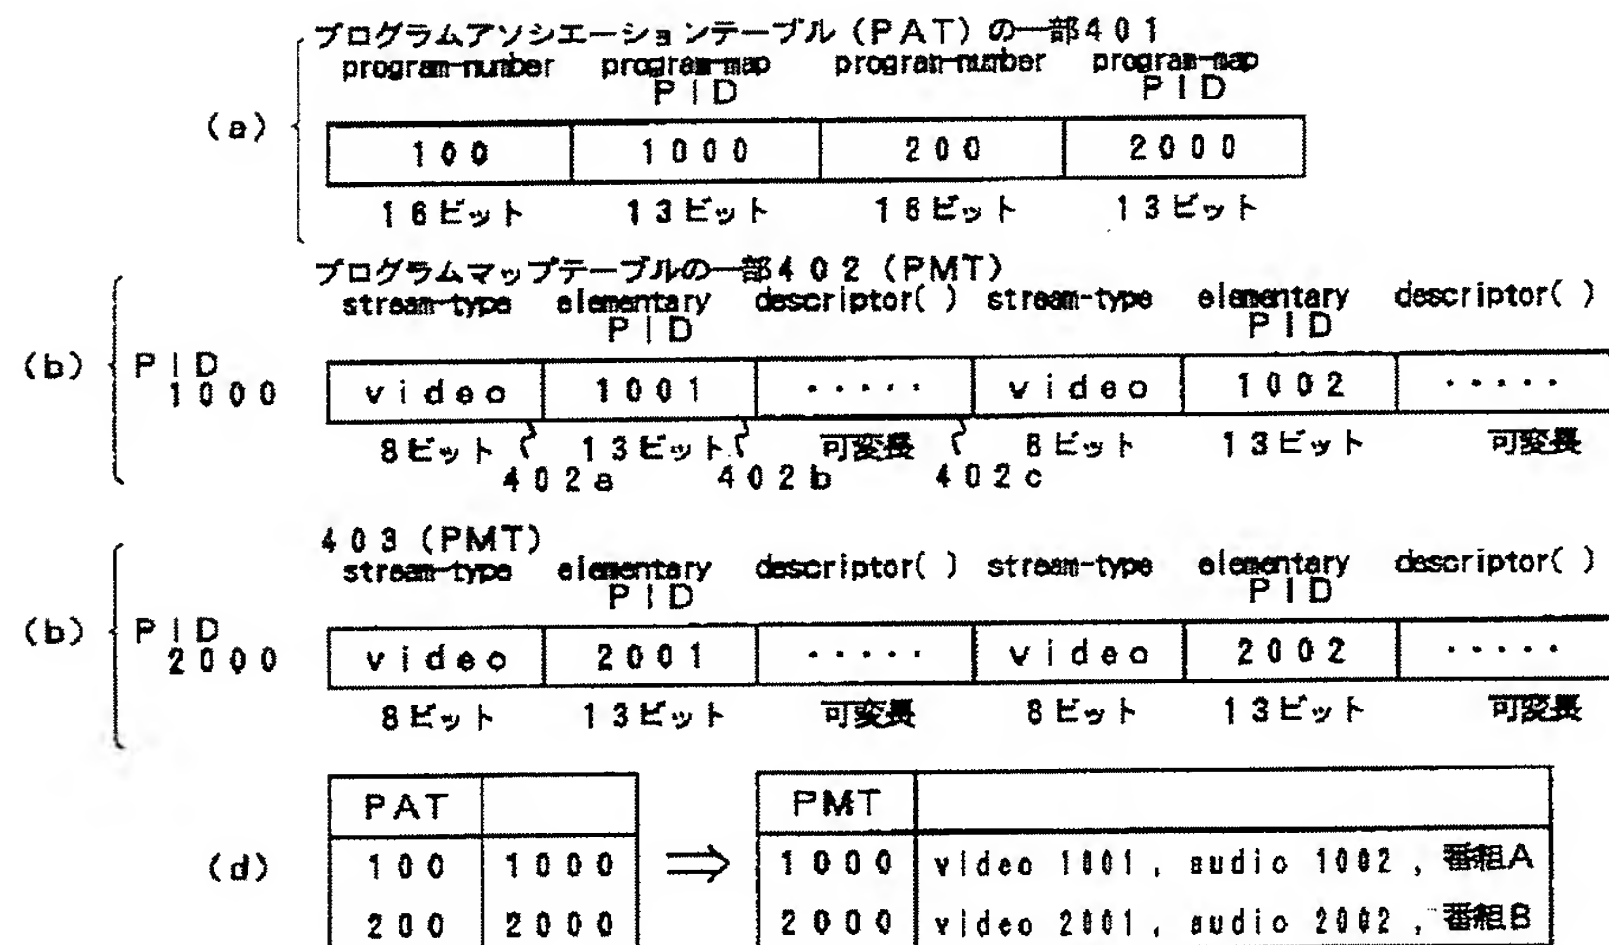 プログラムアソシエーションテーブル（ＰＡＴ）の一部４０１
program-number program-map program-number program-map
ＰＩＤ ＰＩＤ
（ａ）
１００ １０００ ２００ ２０００
１６ビット １３ビット １６ビット １３ビット
プログラムマップテーブルの一部４０２（ＰＭＴ）
stream-type elementary descriptor( ) stream-type elementary descriptor( )
ＰＩＤ ＰＩＤ
（ｂ） ＰＩＤ
１０００
ｖｉｄｅｏ １００１ ・・・・・ ｖｉｄｅｏ １００２ ・・・・・
８ビット １３ビット 可変長 ８ビット １３ビット 可変長
４０２ａ ４０２ｂ ４０２ｃ
４０３（ＰＭＴ）
stream-type elementary descriptor( ) stream-type elementary descriptor( )
ＰＩＤ ＰＩＤ
（ｂ） ＰＩＤ
２０００
ｖｉｄｅｏ ２００１ ・・・・・ ｖｉｄｅｏ ２００２ ・・・・・
８ビット １３ビット 可変長 ８ビット １３ビット 可変長
ＰＡＴ ＰＭＴ
（ｄ） １００ １０００ ⇒ １０００ video 1001, audio 1002, 番組A
２００ ２０００ ２０００ video 2001, audio 2002, 番組B